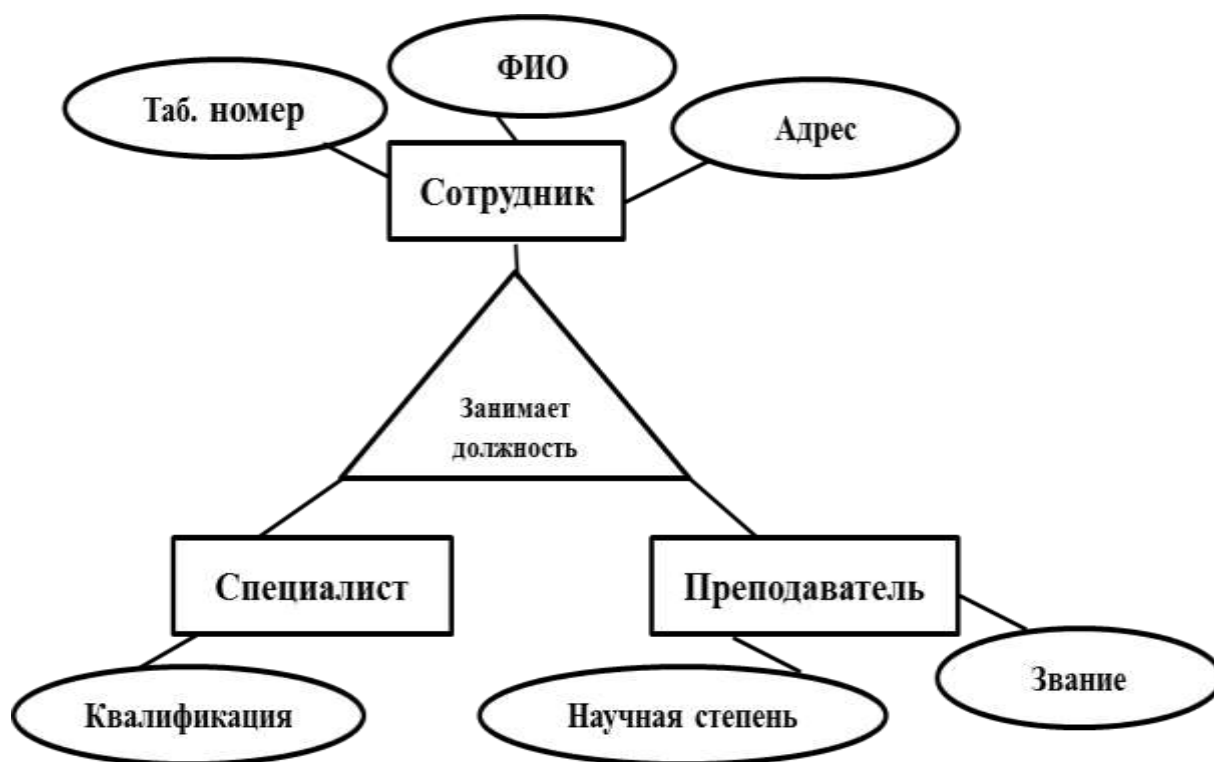 ФИО
Таб. номер
Адрес
Сотрудник
Занимает
должность
Специалист
Преподаватель
Квалификация
Научная степень
Звание